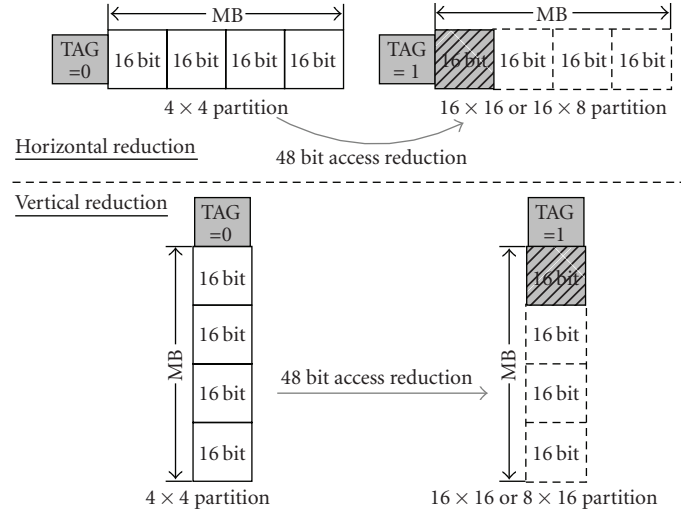 MB
MB
TAG
=0
16 bit 16 bit 16 bit 16 bit
TAG
= 1
16 bit 16 bit 16 bit 16 bit
4 × 4 partition
16 × 16 or 16 × 8 partition
Horizontal reduction
48 bit access reduction
Vertical reduction
TAG
=0
TAG
=1
MB
16 bit
16 bit
16 bit
16 bit
48 bit access reduction
MB
16 bit
16 bit
16 bit
16 bit
4 × 4 partition
16 × 16 or 8 × 16 partition